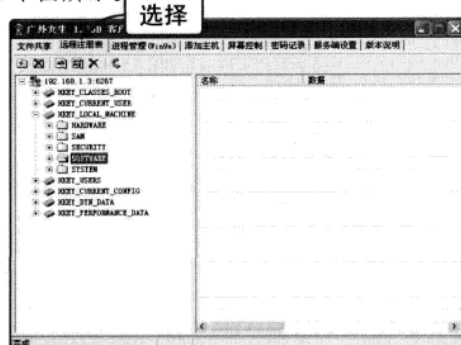 选择
广外女生 1.
文件共享 远程注册表 进程管理(Win9x) 添加主机 屏幕控制 密码记录 服务端设置 版本说明
192.168.1.3:6267
HKEY_CLASSES_ROOT
HKEY_CURRENT_USER
HKEY_LOCAL_MACHINE
HARDWARE
SAM
SECURITY
SOFTWARE
SYSTEM
HKEY_USERS
HKEY_CURRENT_CONFIG
HKEY_DYN_DATA
HKEY_PERFORMANCE_DATA
名称 数据